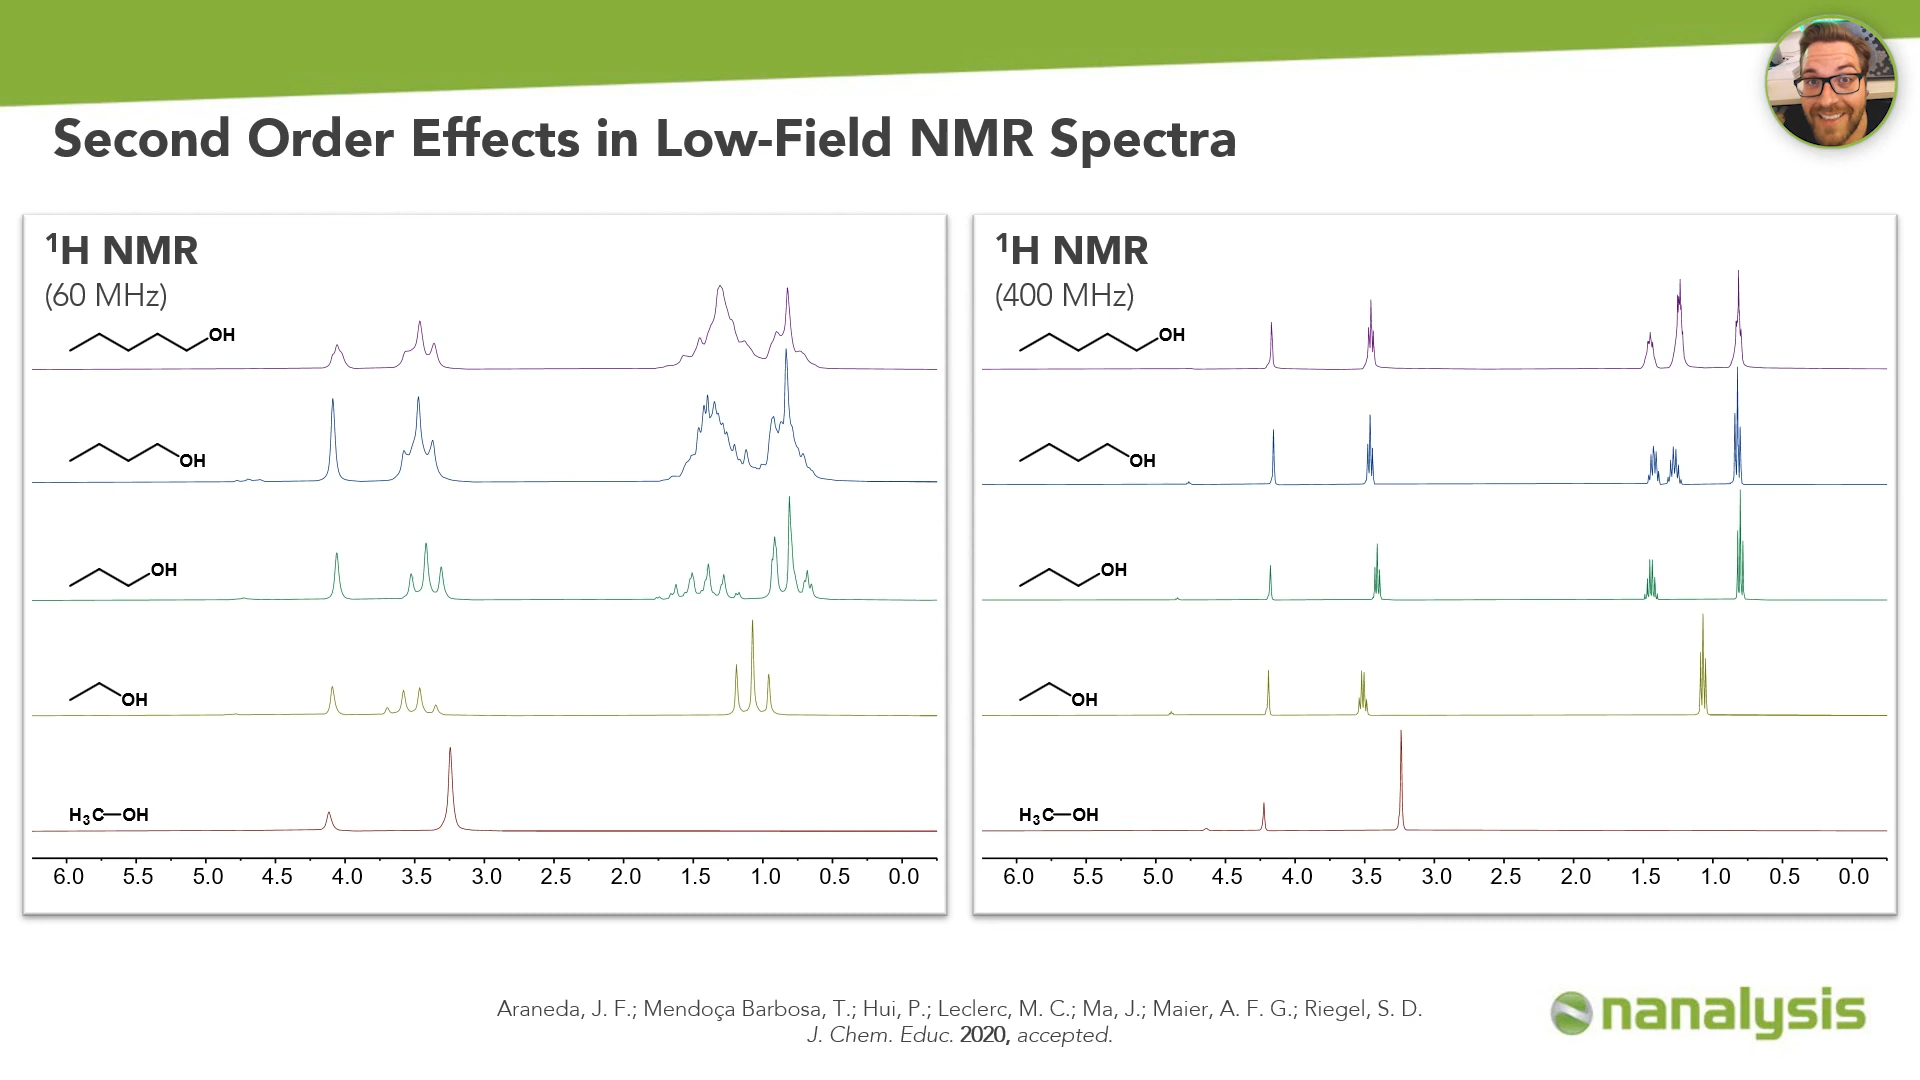 Second Order Effects in Low-Field NMR Spectra
¹H NMR
(60 MHz)
OH
OH
OH
OH
H₃C—OH
6.0 5.5 5.0 4.5 4.0 3.5 3.0 2.5 2.0 1.5 1.0 0.5 0.0
¹H NMR
(400 MHz)
OH
OH
OH
OH
H₃C—OH
6.0 5.5 5.0 4.5 4.0 3.5 3.0 2.5 2.0 1.5 1.0 0.5 0.0
Araneda, J. F.; Mendoça Barbosa, T.; Hui, P.; Leclerc, M. C.; Ma, J.; Maier, A. F. G.; Riegel, S. D.
J. Chem. Educ. 2020, accepted.
nanalysis